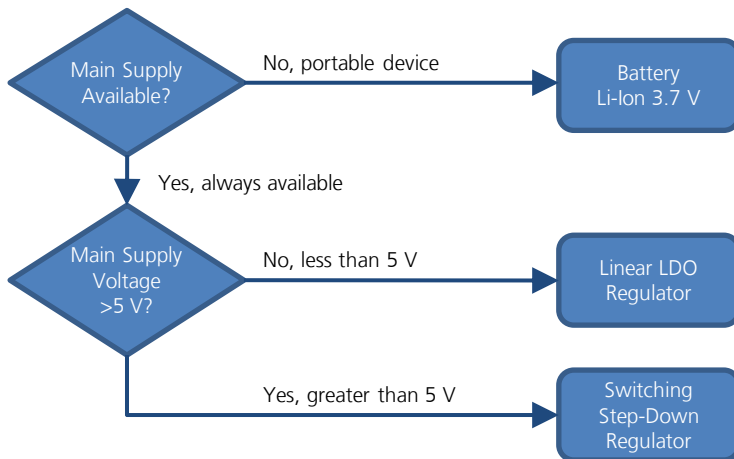 Main Supply
Available?
No, portable device
Battery
Li-Ion 3.7 V
Yes, always available
Main Supply
Voltage
>5 V?
No, less than 5 V
Linear LDO
Regulator
Yes, greater than 5 V
Switching
Step-Down
Regulator